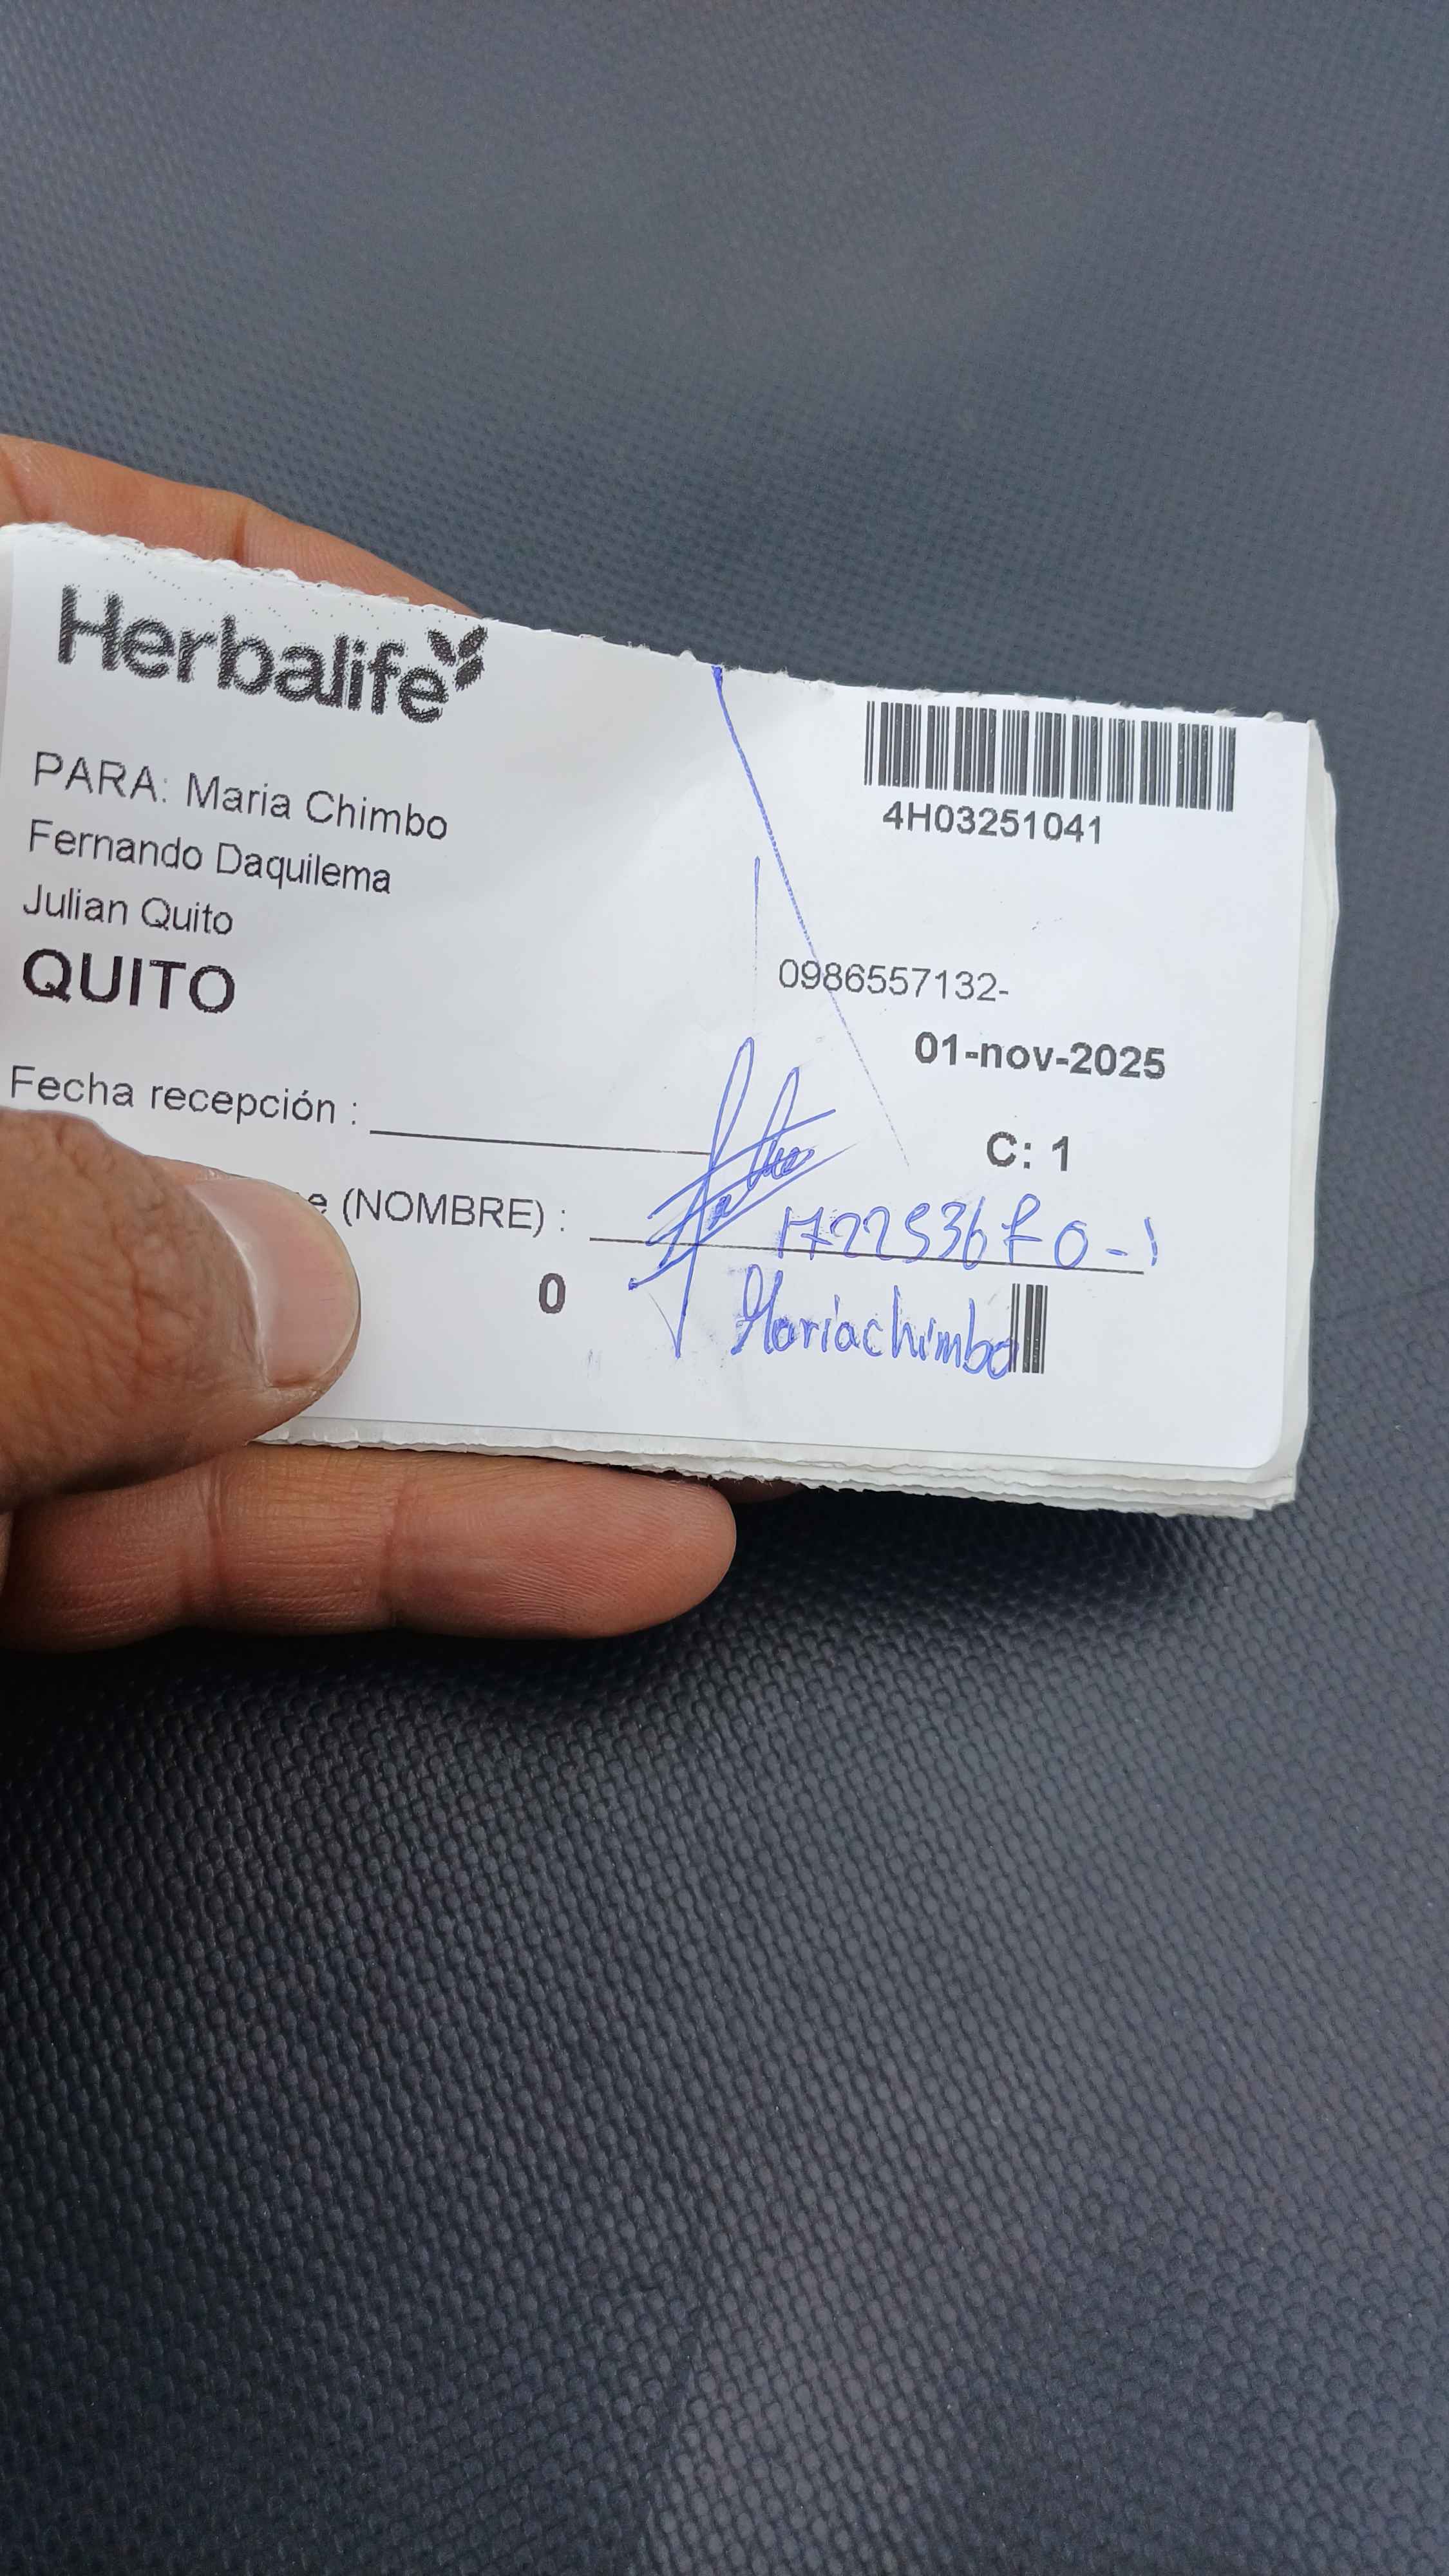 Herbalife
4H03251041
PARA: Maria Chimbo
Fernando Daquilema
Julian Quito
QUITO
0986557132-
01-nov-2025
Fecha recepción :
C: 1
(NOMBRE) :
0
Mariachimbo